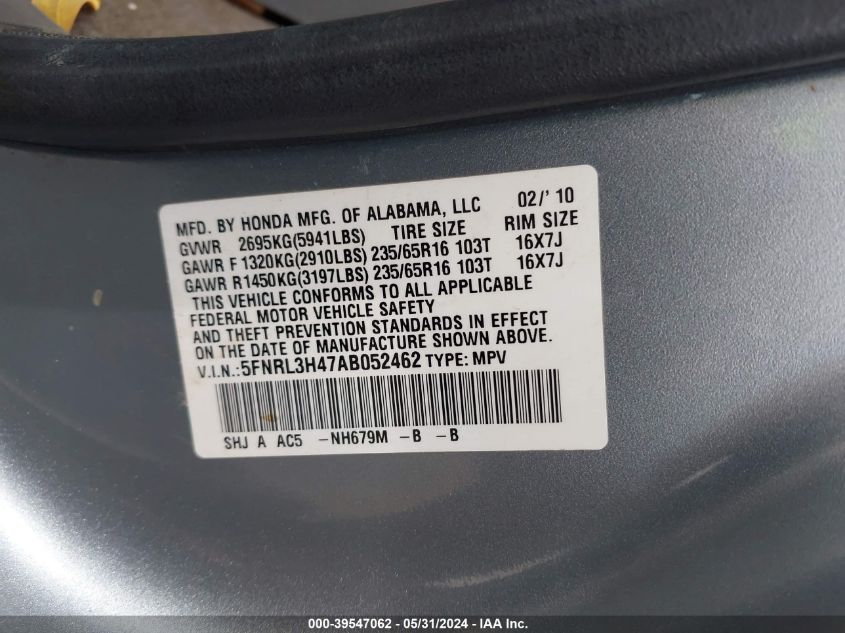 MFD. BY HONDA MFG. OF ALABAMA, LLC 02/' 10
GVWR 2695KG(5941LBS) TIRE SIZE RIM SIZE
GAWR F 1320KG(2910LBS) 235/65R16 103T 16X7J
GAWR R1450KG(3197LBS) 235/65R16 103T 16X7J
THIS VEHICLE CONFORMS TO ALL APPLICABLE
FEDERAL MOTOR VEHICLE SAFETY
AND THEFT PREVENTION STANDARDS IN EFFECT
ON THE DATE OF MANUFACTURE SHOWN ABOVE.
V.I.N.:5FNRL3H47AB052462 TYPE: MPV
SHJ A AC5 -NH679M -B -B
000-39547062 - 05/31/2024 - IAA Inc.